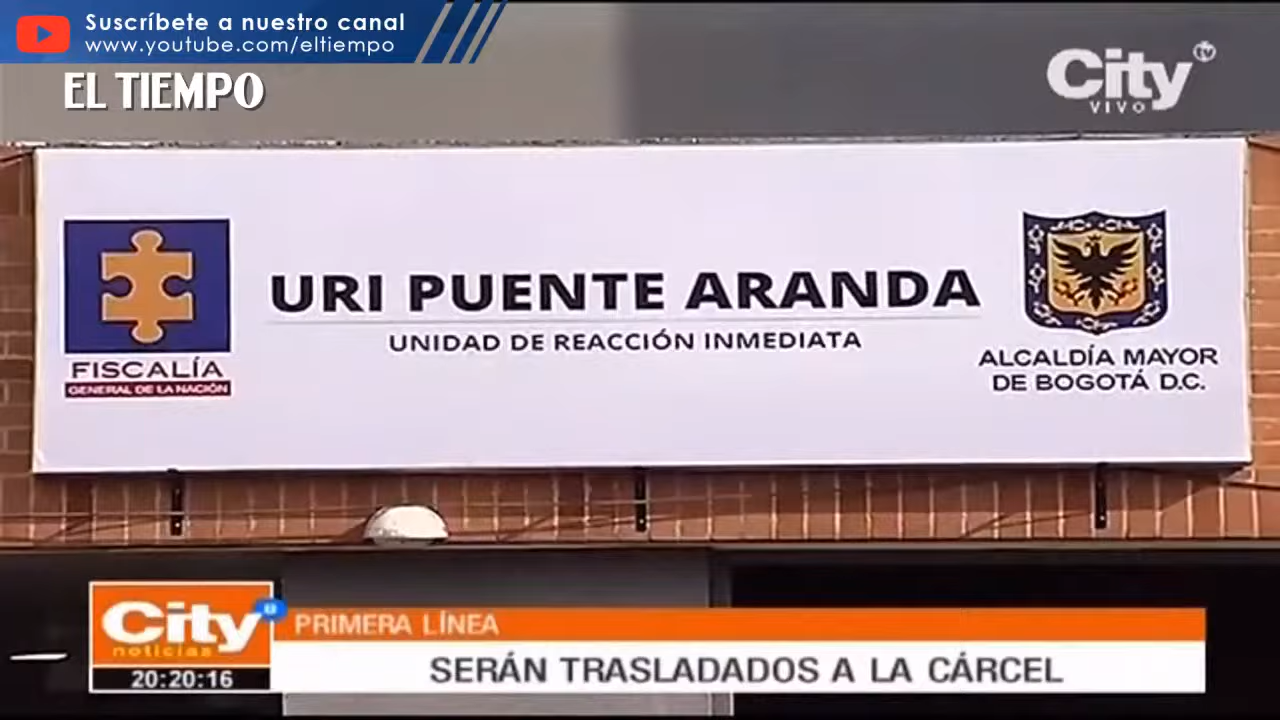 Suscríbete a nuestro canal
www.youtube.com/eltiempo
EL TIEMPO
City tv
VIVO
URI PUENTE ARANDA
UNIDAD DE REACCIÓN INMEDIATA
FISCALÍA
GENERAL DE LA NACIÓN
ALCALDÍA MAYOR
DE BOGOTÁ D.C.
City
noticias
20:20:16
PRIMERA LÍNEA
SERÁN TRASLADADOS A LA CÁRCEL